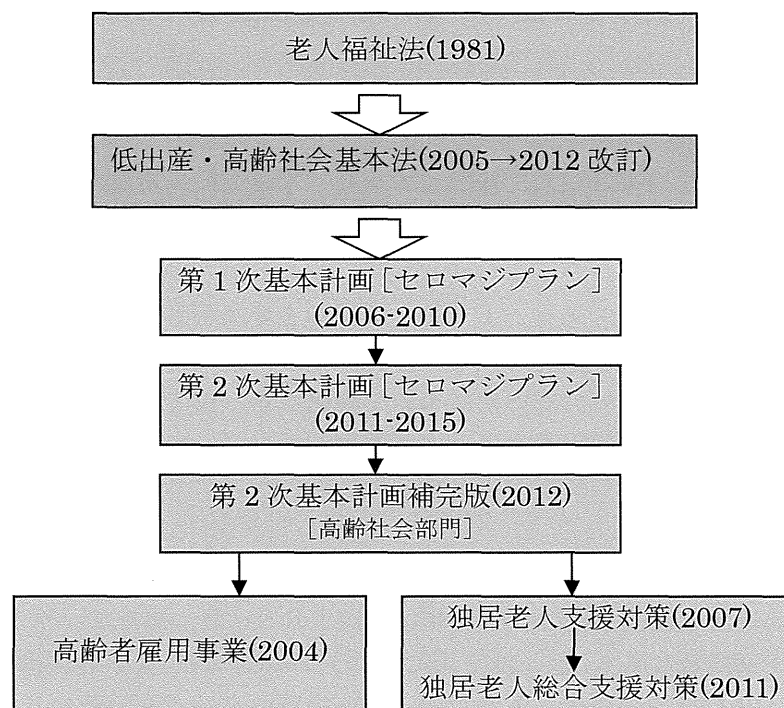 老人福祉法(1981)
低出産・高齢社会基本法(2005→2012 改訂)
第 1 次基本計画［セロマジプラン］
(2006-2010)
第 2 次基本計画［セロマジプラン］
(2011-2015)
第 2 次基本計画補完版(2012)
［高齢社会部門］
高齢者雇用事業(2004)
独居老人支援対策(2007)
独居老人総合支援対策(2011)